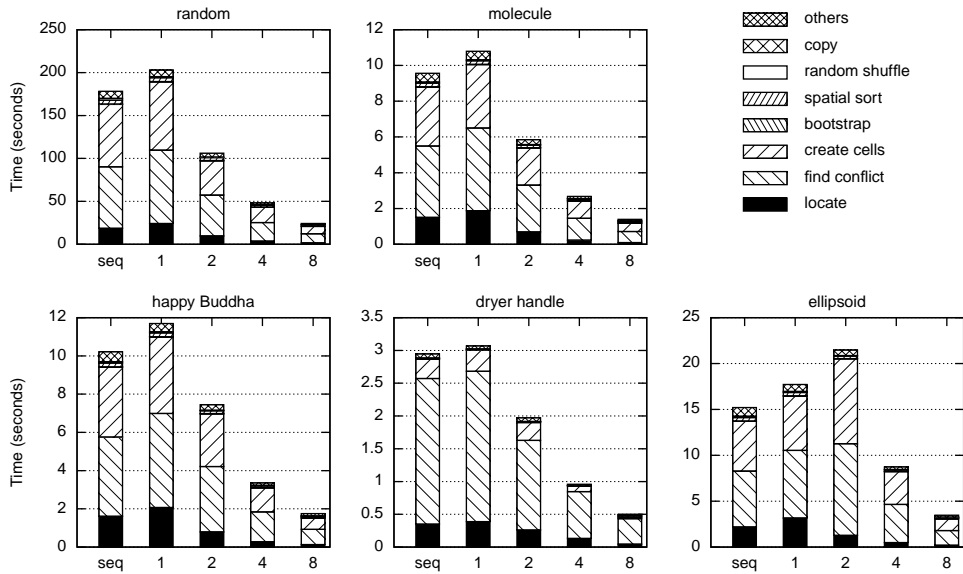 random
250
200
150
100
50
0
Time (seconds)
seq 1 2 4 8
molecule
12
10
8
6
4
2
0
seq 1 2 4 8
others
copy
random shuffle
spatial sort
bootstrap
create cells
find conflict
locate
happy Buddha
12
10
8
6
4
2
0
Time (seconds)
seq 1 2 4 8
dryer handle
3.5
3
2.5
2
1.5
1
0.5
0
seq 1 2 4 8
ellipsoid
25
20
15
10
5
0
seq 1 2 4 8